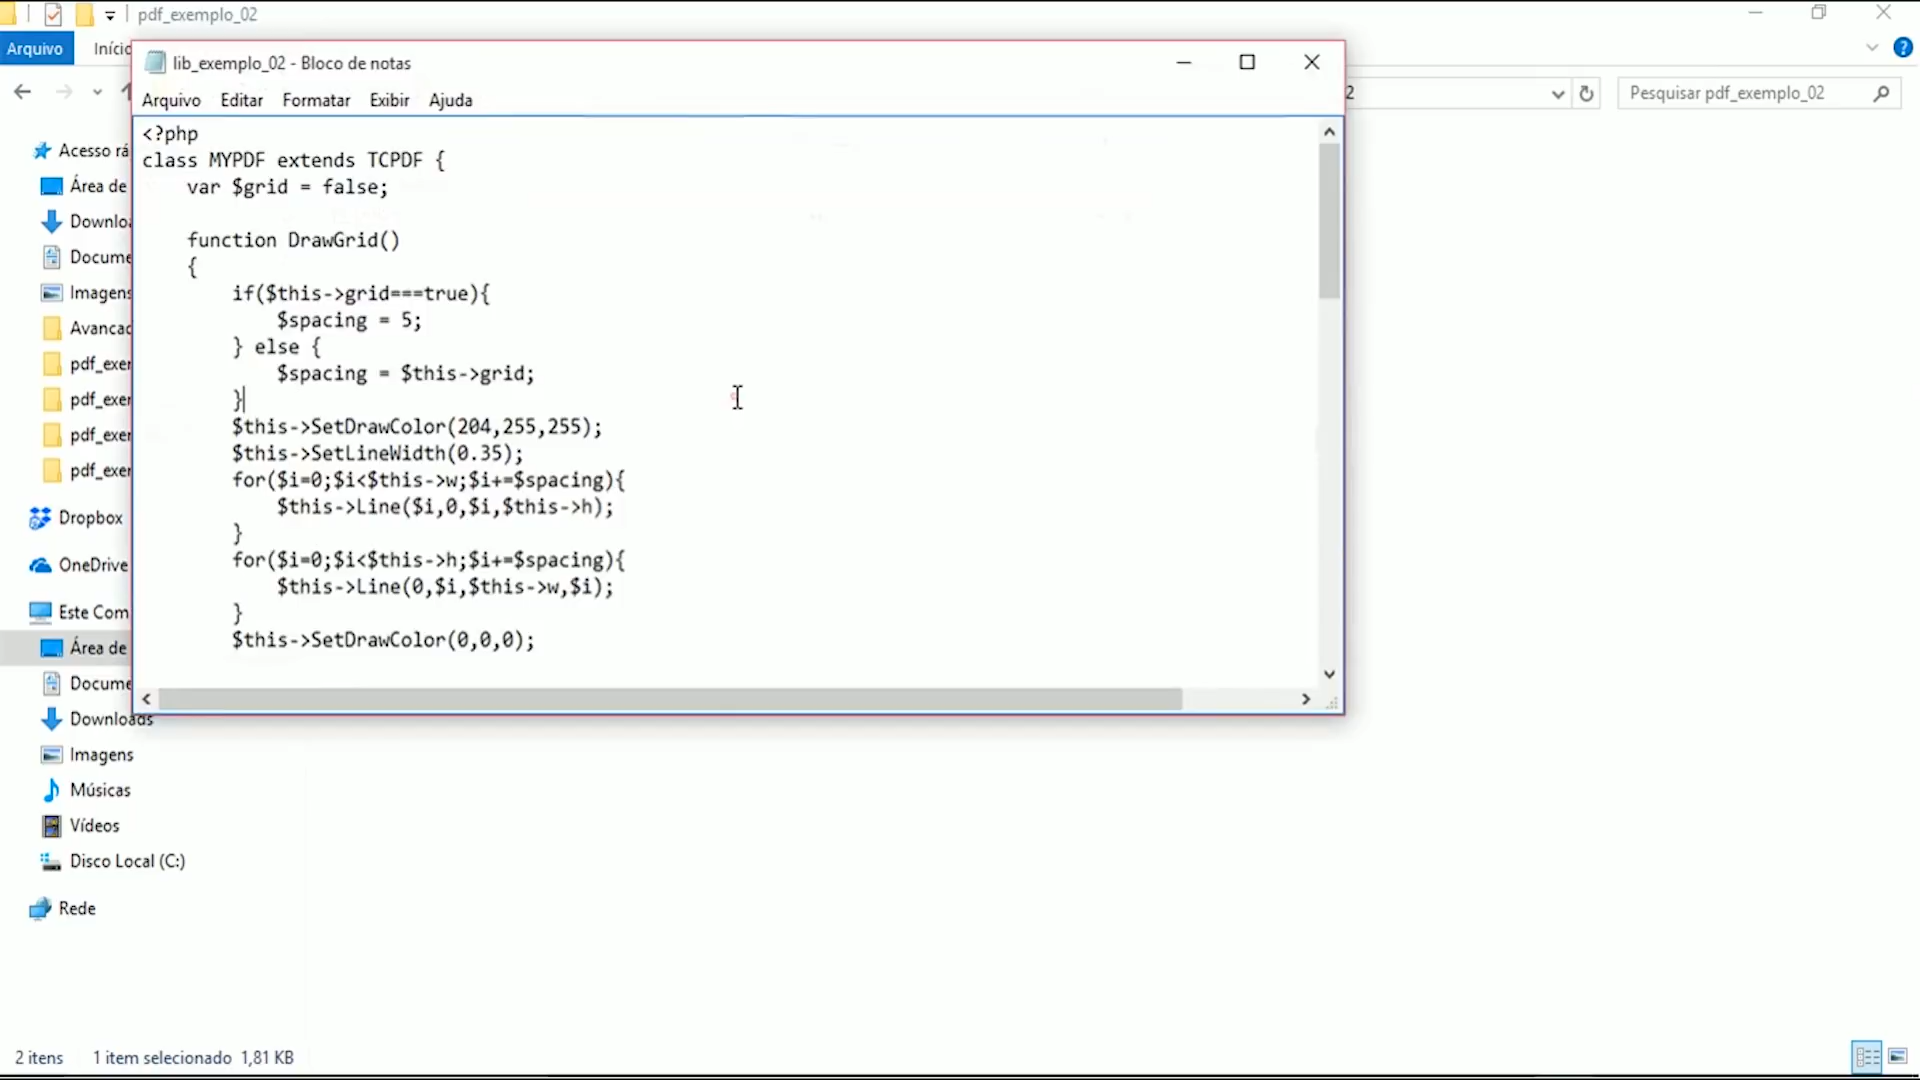 pdf_exemplo_02
Arquivo
Iníci
2
Pesquisar pdf_exemplo_02
lib_exemplo_02 - Bloco de notas
Arquivo Editar Formatar Exibir Ajuda
<?php
class MYPDF extends TCPDF {
var $grid = false;
function DrawGrid()
{
if($this->grid===true){
$spacing = 5;
} else {
$spacing = $this->grid;
}
$this->SetDrawColor(204,255,255);
$this->SetLineWidth(0.35);
for($i=0;$i<$this->w;$i+=$spacing){
$this->Line($i,0,$i,$this->h);
}
for($i=0;$i<$this->h;$i+=$spacing){
$this->Line(0,$i,$this->w,$i);
}
$this->SetDrawColor(0,0,0);
Acesso rá
Área de
Downloa
Docume
Imagens
Avancad
pdf_exer
pdf_exer
pdf_exer
pdf_exer
Dropbox
OneDrive
Este Com
Área de
Docume
Downloads
Imagens
Músicas
Vídeos
Disco Local (C:)
Rede
2 itens 1 item selecionado 1,81 KB